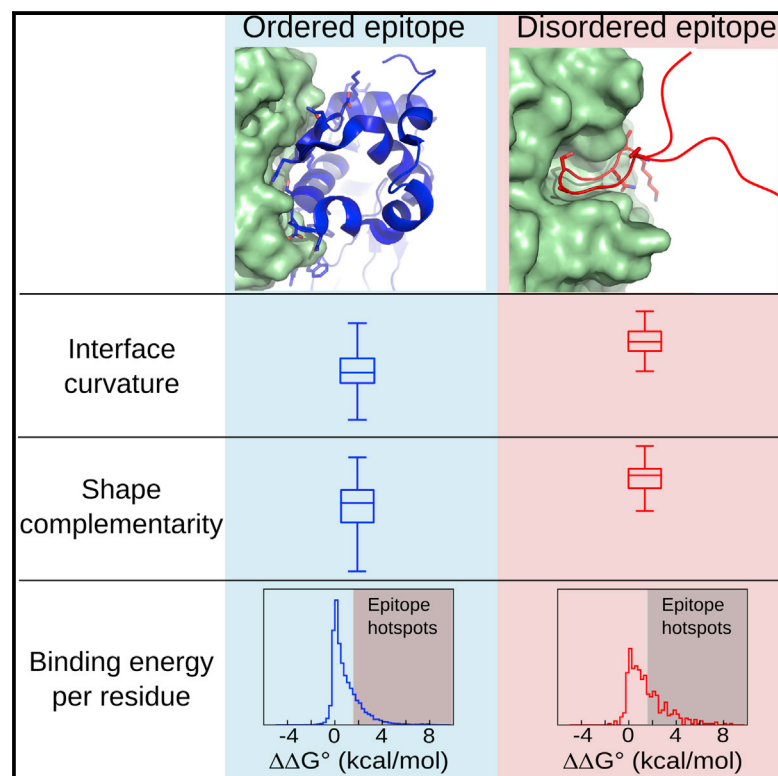 Ordered epitope
Disordered epitope
Interface
curvature
Shape
complementarity
Binding energy
per residue
Epitope
hotspots
-4 0 4 8
ΔΔG° (kcal/mol)
Epitope
hotspots
-4 0 4 8
ΔΔG° (kcal/mol)